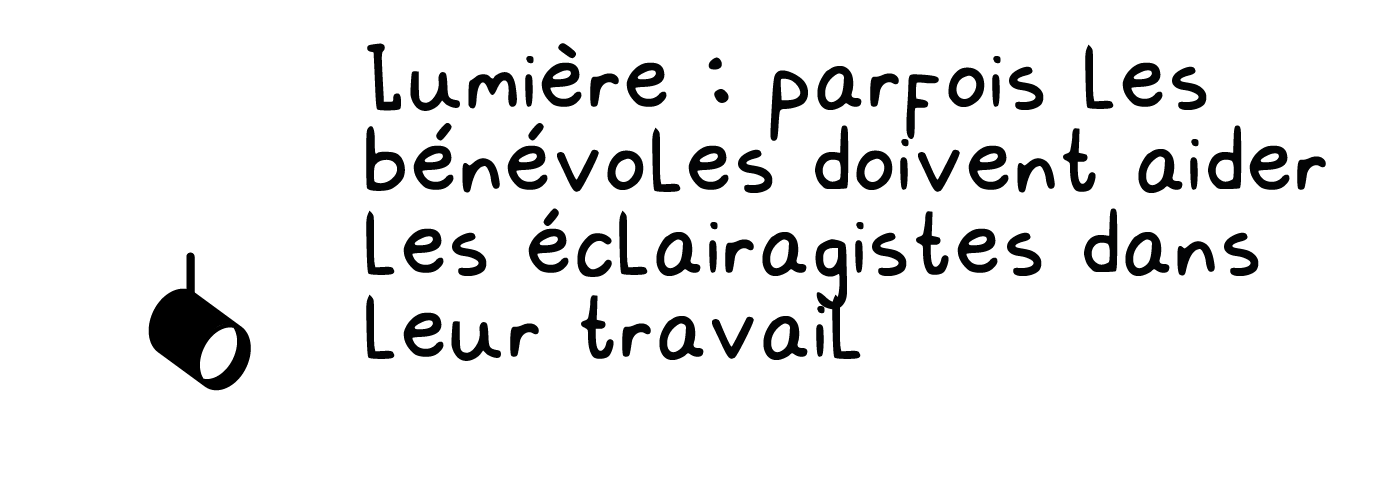 Lumière : parfois les
bénévoles doivent aider
les éclairagistes dans
leur travail